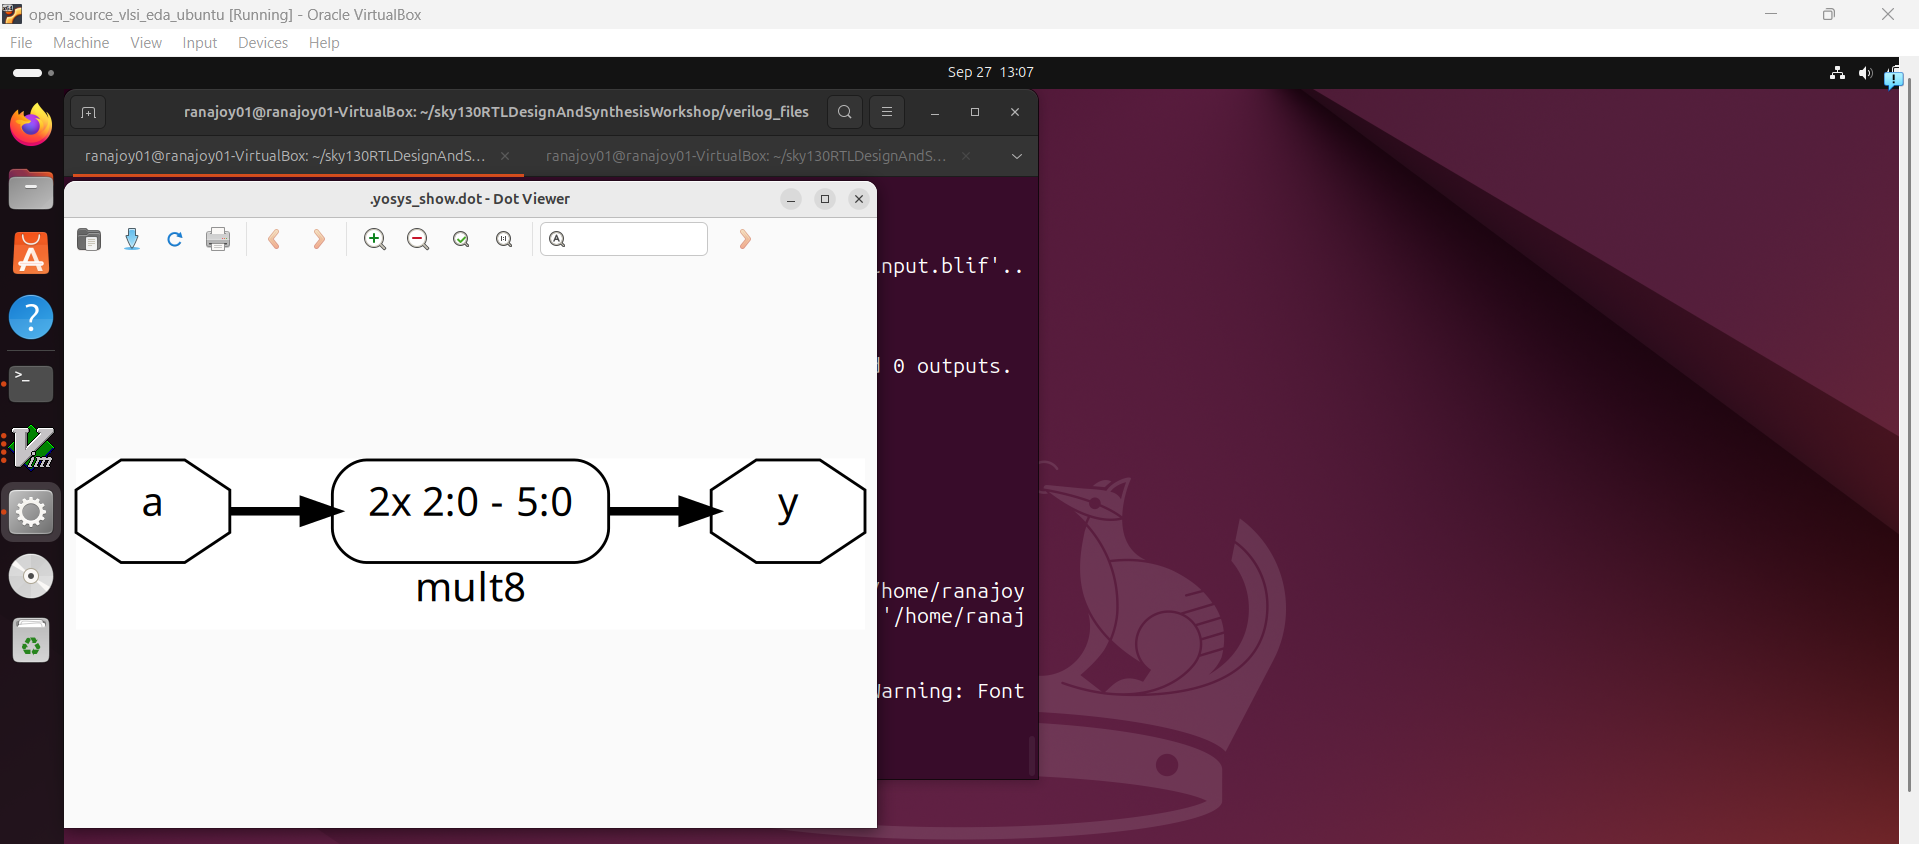 open_source_vlsi_eda_ubuntu [Running] - Oracle VirtualBox
File Machine View Input Devices Help
Sep 27 13:07
ranajoy01@ranajoy01-VirtualBox: ~/sky130RTLDesignAndSynthesisWorkshop/verilog_files
ranajoy01@ranajoy01-VirtualBox: ~/sky130RTLDesignAndS... ranajoy01@ranajoy01-VirtualBox: ~/sky130RTLDesignAndS...
.yosys_show.dot - Dot Viewer
nput.blif'..
0 outputs.
a 2x 2:0 - 5:0 y
mult8
/home/ranajoy
'/home/ranaj
Warning: Font